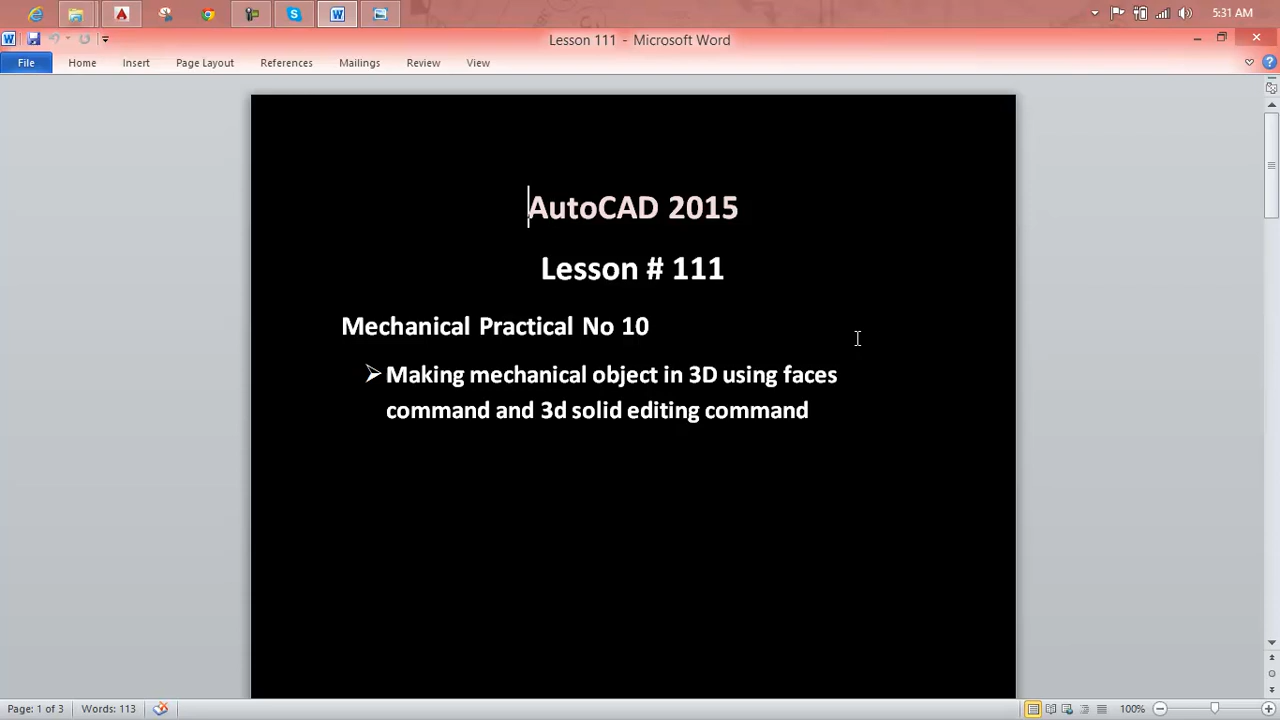 5:31 AM
Lesson 111 - Microsoft Word
File Home Insert Page Layout References Mailings Review View
AutoCAD 2015
Lesson # 111
Mechanical Practical No 10
➢ Making mechanical object in 3D using faces
command and 3d solid editing command
Page: 1 of 3 Words: 113 100%